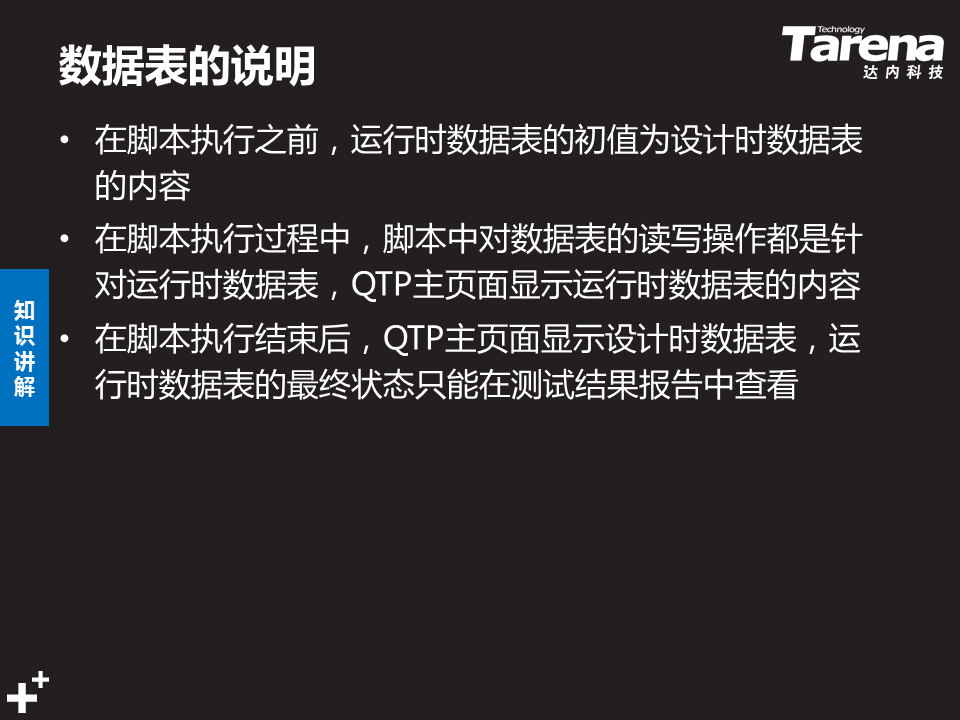 数据表的说明
Technology
Tarena
达内科技
• 在脚本执行之前，运行时数据表的初值为设计时数据表
的内容
• 在脚本执行过程中，脚本中对数据表的读写操作都是针
对运行时数据表，QTP主页面显示运行时数据表的内容
• 在脚本执行结束后，QTP主页面显示设计时数据表，运
行时数据表的最终状态只能在测试结果报告中查看
知
识
讲
解